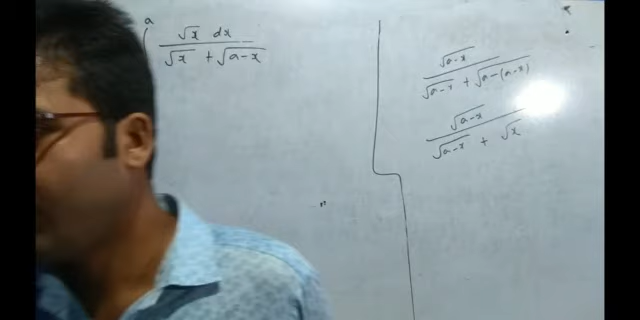 a
∫ √x dx / (√x + √(a-x))
√(a-x) / (√(a-x) + √(a-(a-x)))
√(a-x) / (√(a-x) + √x)